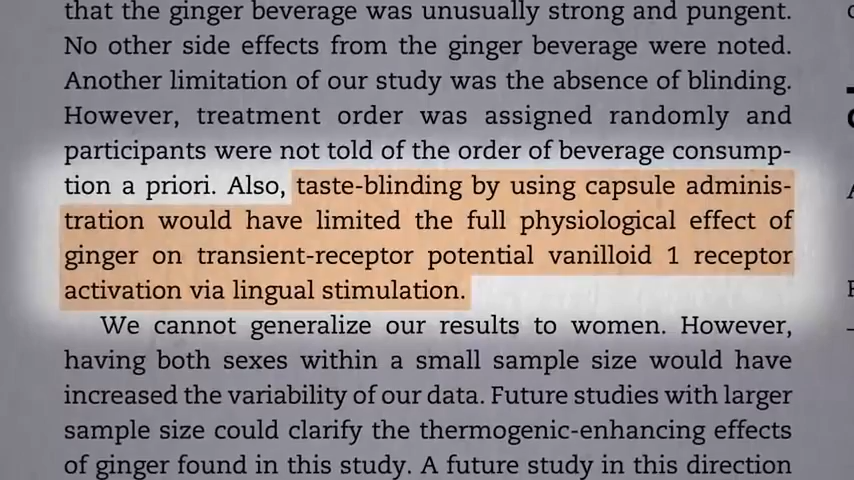 that the ginger beverage was unusually strong and pungent.
No other side effects from the ginger beverage were noted.
Another limitation of our study was the absence of blinding.
However, treatment order was assigned randomly and
participants were not told of the order of beverage consump-
tion a priori. Also, taste-blinding by using capsule adminis-
tration would have limited the full physiological effect of
ginger on transient-receptor potential vanilloid 1 receptor
activation via lingual stimulation.
We cannot generalize our results to women. However,
having both sexes within a small sample size would have
increased the variability of our data. Future studies with larger
sample size could clarify the thermogenic-enhancing effects
of ginger found in this study. A future study in this direction